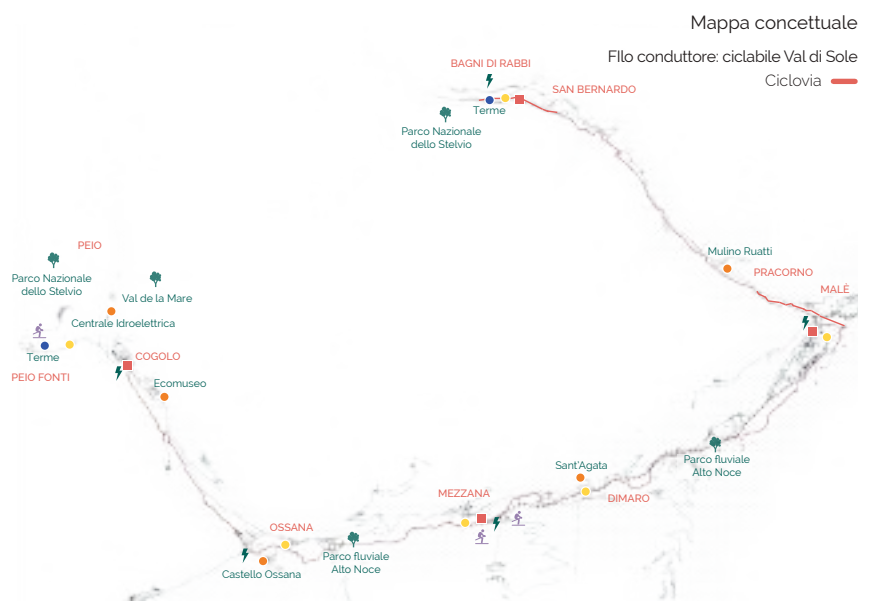 Mappa concettuale
FIlo conduttore: ciclabile Val di Sole
Ciclovia
BAGNI DI RABBI
SAN BERNARDO
Terme
Parco Nazionale
dello Stelvio
Mulino Ruatti
PRACORNO
MALÈ
PEIO
Parco Nazionale
dello Stelvio
Val de la Mare
Centrale Idroelettrica
Terme
COGOLO
PEIO FONTI
Ecomuseo
Parco fluviale
Alto Noce
Sant'Agata
DIMARO
MEZZANA
OSSANA
Parco fluviale
Alto Noce
Castello Ossana